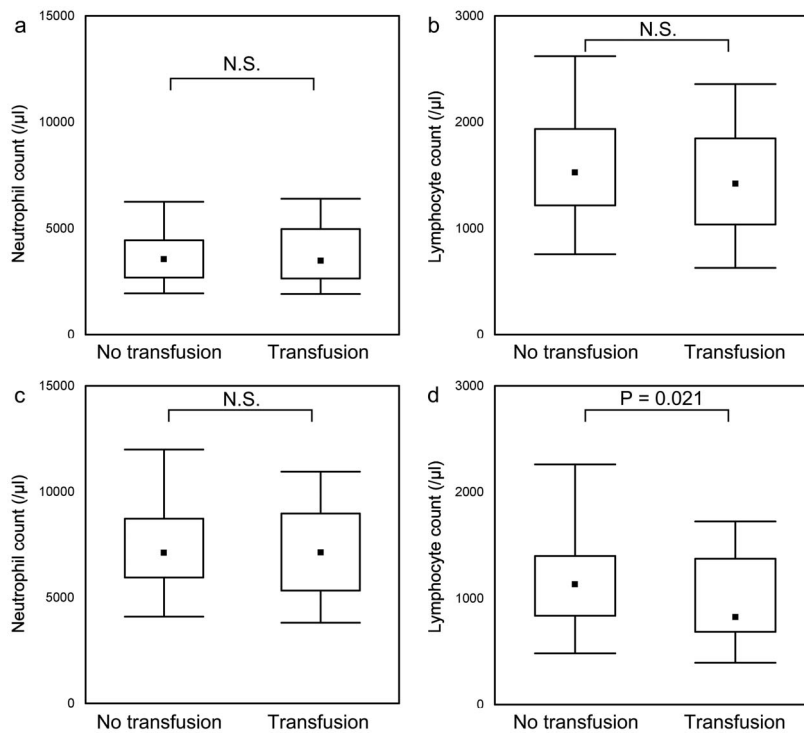 a
Neutrophil count (/µl)
15000
10000
5000
0
N.S.
No transfusion Transfusion
b
Lymphocyte count (/µl)
3000
2000
1000
0
N.S.
No transfusion Transfusion
c
Neutrophil count (/µl)
15000
10000
5000
0
N.S.
No transfusion Transfusion
d
Lymphocyte count (/µl)
3000
2000
1000
0
P = 0.021
No transfusion Transfusion